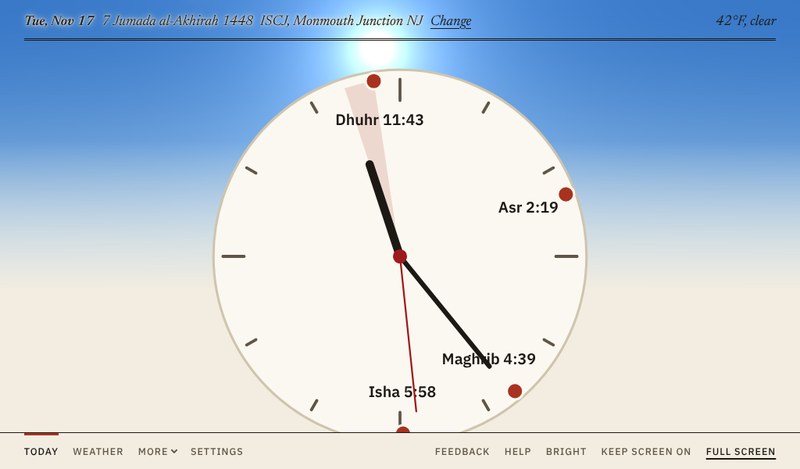 Tue, Nov 17 7 Jumada al-Akhirah 1448 ISCJ, Monmouth Junction NJ Change 42°F, clear
Dhuhr 11:43
Asr 2:19
Maghrib 4:39
Isha 5:58
TODAY WEATHER MORE SETTINGS FEEDBACK HELP BRIGHT KEEP SCREEN ON FULL SCREEN